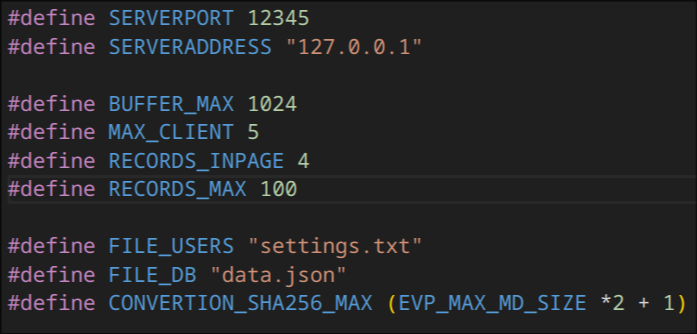 #define SERVERPORT 12345
#define SERVERADDRESS "127.0.0.1"
#define BUFFER_MAX 1024
#define MAX_CLIENT 5
#define RECORDS_INPAGE 4
#define RECORDS_MAX 100
#define FILE_USERS "settings.txt"
#define FILE_DB "data.json"
#define CONVERTION_SHA256_MAX (EVP_MAX_MD_SIZE *2 + 1)